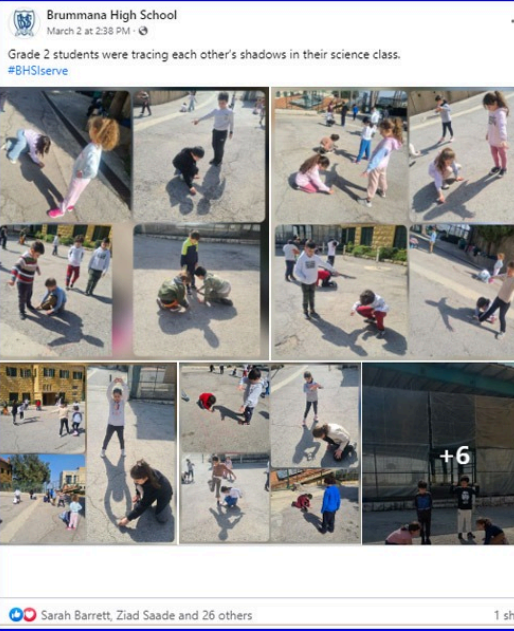 Brummana High School
March 2 at 2:38 PM ·
Grade 2 students were tracing each other's shadows in their science class.
#BHSIserve
+6
Sarah Barrett, Ziad Saade and 26 others
1 sh